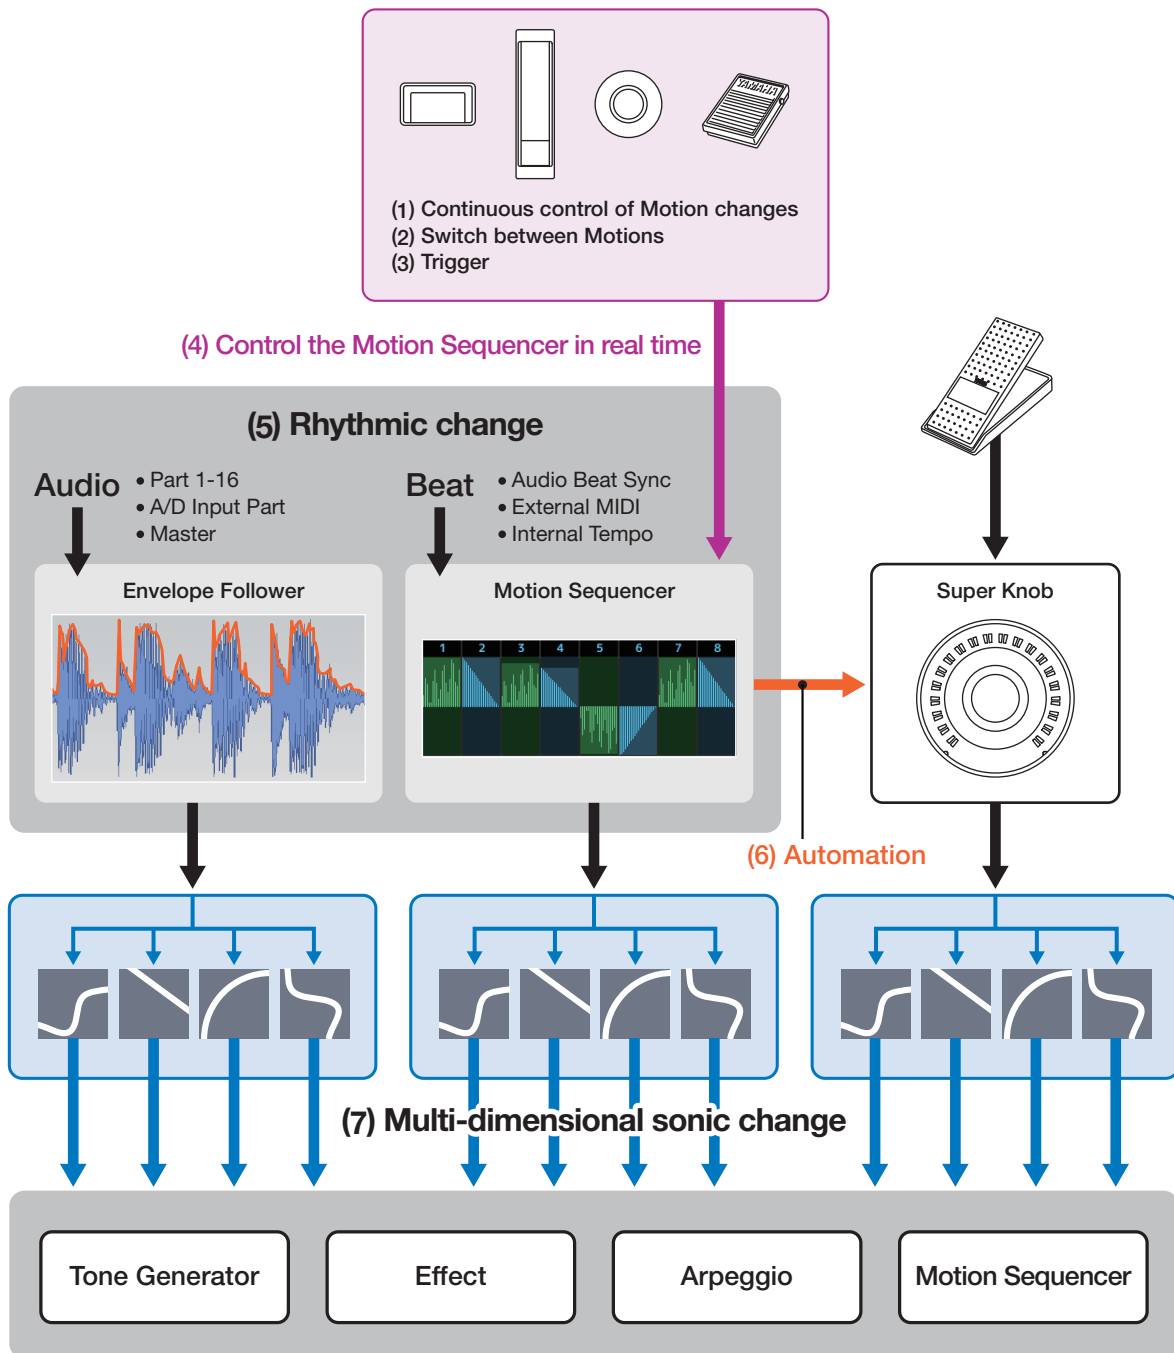 YAMAHA
(1) Continuous control of Motion changes
(2) Switch between Motions
(3) Trigger
(4) Control the Motion Sequencer in real time
(5) Rhythmic change
Audio
• Part 1-16
• A/D Input Part
• Master
Beat
• Audio Beat Sync
• External MIDI
• Internal Tempo
Envelope Follower
Motion Sequencer
1 2 3 4 5 6 7 8
Super Knob
(6) Automation
(7) Multi-dimensional sonic change
Tone Generator
Effect
Arpeggio
Motion Sequencer